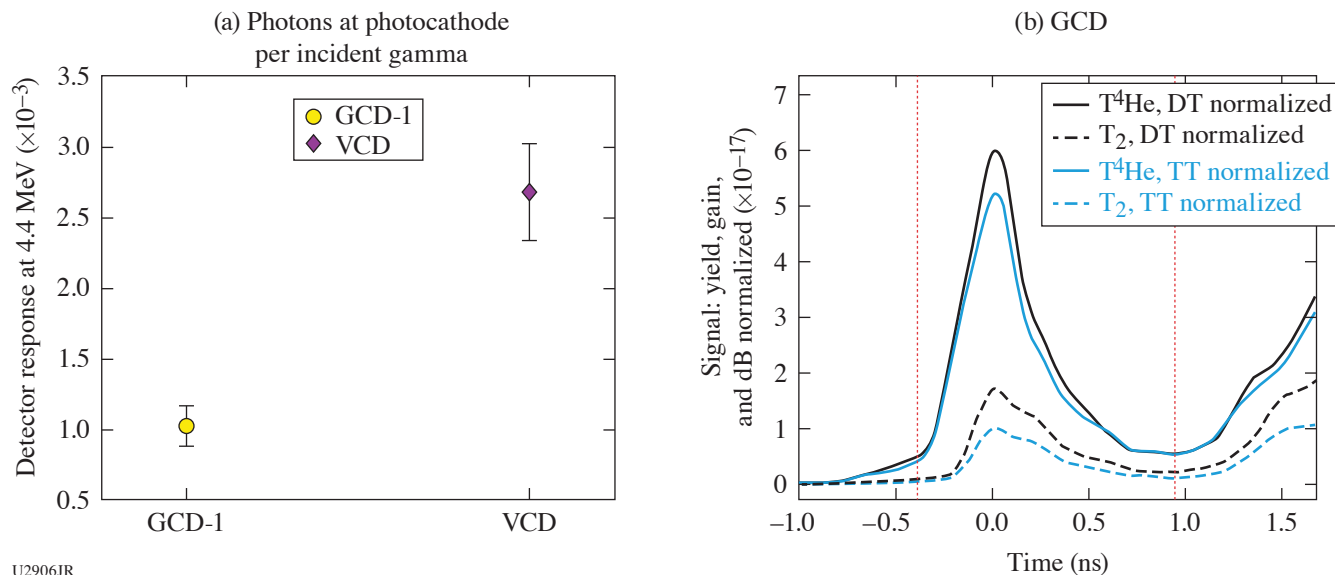 (a) Photons at photocathode
per incident gamma
Detector response at 4.4 MeV (×10⁻³)
3.5
3.0
2.5
2.0
1.5
1.0
0.5
GCD-1
VCD
GCD-1
VCD
(b) GCD
Signal: yield, gain,
and dB normalized (×10⁻¹⁷)
7
6
5
4
3
2
1
0
T⁴He, DT normalized
T₂, DT normalized
T⁴He, TT normalized
T₂, TT normalized
−1.0 −0.5 0.0 0.5 1.0 1.5
Time (ns)
U2906JR